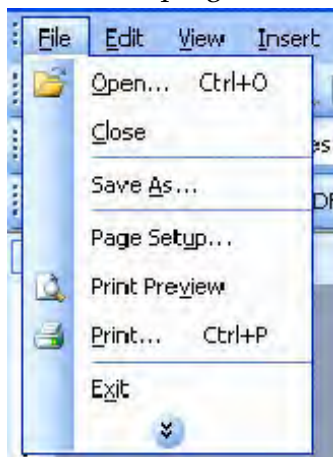 File Edit View Insert
Open... Ctrl+O
Close
Save As...
Page Setup...
Print Preview
Print... Ctrl+P
Exit